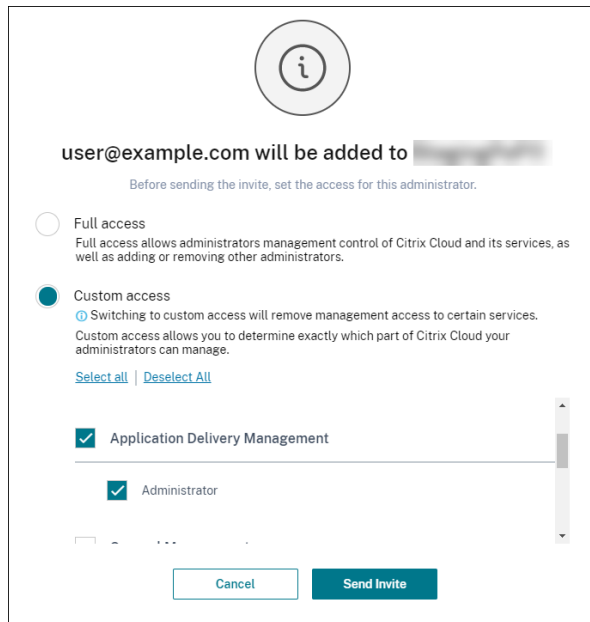 user@example.com will be added to
Before sending the invite, set the access for this administrator.
Full access
Full access allows administrators management control of Citrix Cloud and its services, as
well as adding or removing other administrators.
Custom access
Switching to custom access will remove management access to certain services.
Custom access allows you to determine exactly which part of Citrix Cloud your
administrators can manage.
Select all | Deselect All
Application Delivery Management
Administrator
Cancel
Send Invite